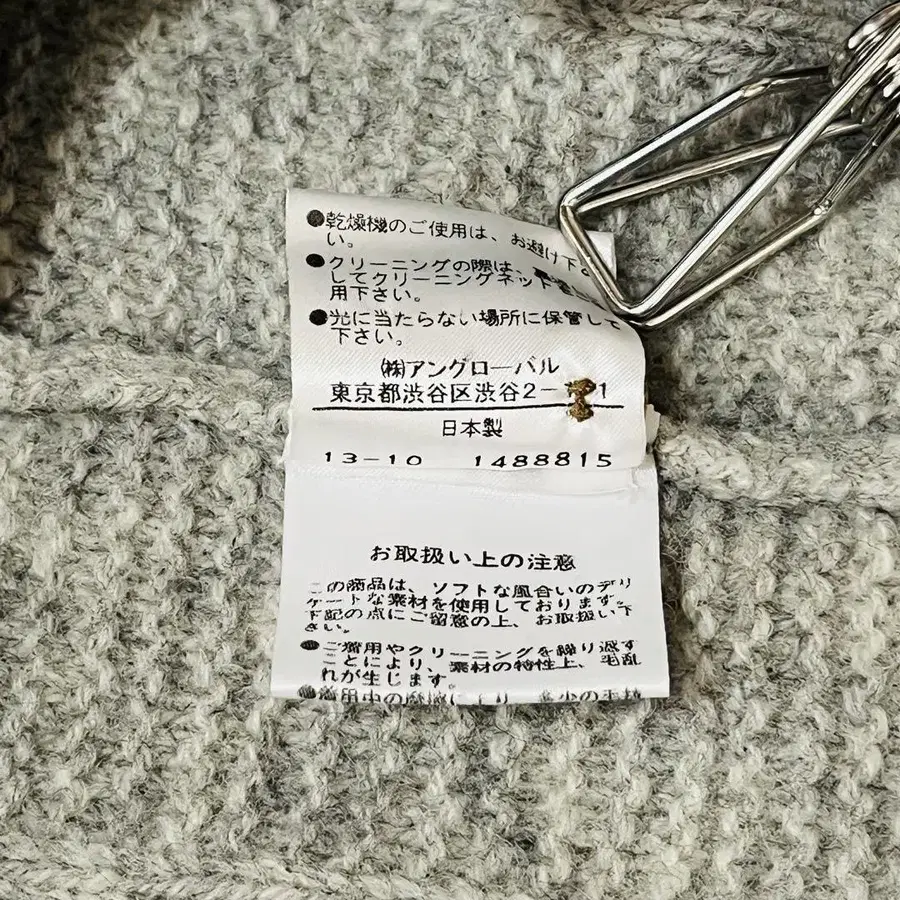 ●乾燥機のご使用は、お避け下
い。
●クリーニングの際は、
してクリーニングネット
用下さい。
●光に当たらない場所に保管して
下さい。
㈱アングローバル
東京都渋谷区渋谷2-
日本製
13-10 1488815
お取扱い上の注意
この商品は、ソフトな風合いのデリ
ケートな素材を使用しております。
下記の点にご留意の上、お取扱い下
さい。
●ご着用やクリーニングを繰り返す
ことにより、素材の特性上、毛乱
れが生じます。